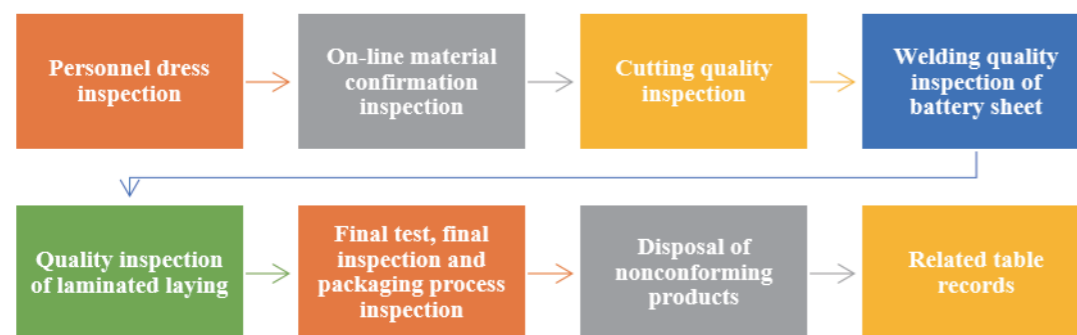 Personnel dress
inspection
On-line material
confirmation
inspection
Cutting quality
inspection
Welding quality
inspection of
battery sheet
Quality inspection
of laminated laying
Final test, final
inspection and
packaging process
inspection
Disposal of
nonconforming
products
Related table
records